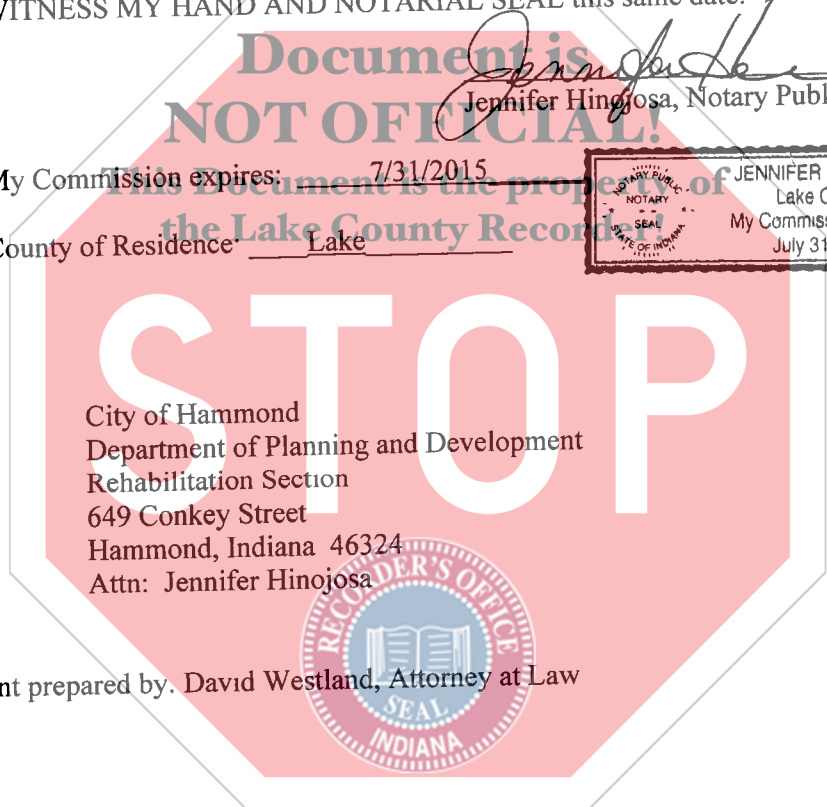 WITNESS MY HAND AND NOTARIAL SEAL this same date.
Document is
NOT OFFICIAL!
Jennifer Hinojosa, Notary Publ
My Commission expires: 7/31/2015
This Document is the property of
the Lake County Recorder!
County of Residence Lake
NOTARY PUBLIC
NOTARY
SEAL
STATE OF INDIANA
JENNIFER
Lake C
My Commiss
July 31
STOP
City of Hammond
Department of Planning and Development
Rehabilitation Section
649 Conkey Street
Hammond, Indiana 46324
Attn: Jennifer Hinojosa
RECORDER'S OFFICE
SEAL
INDIANA
nt prepared by. David Westland, Attorney at Law